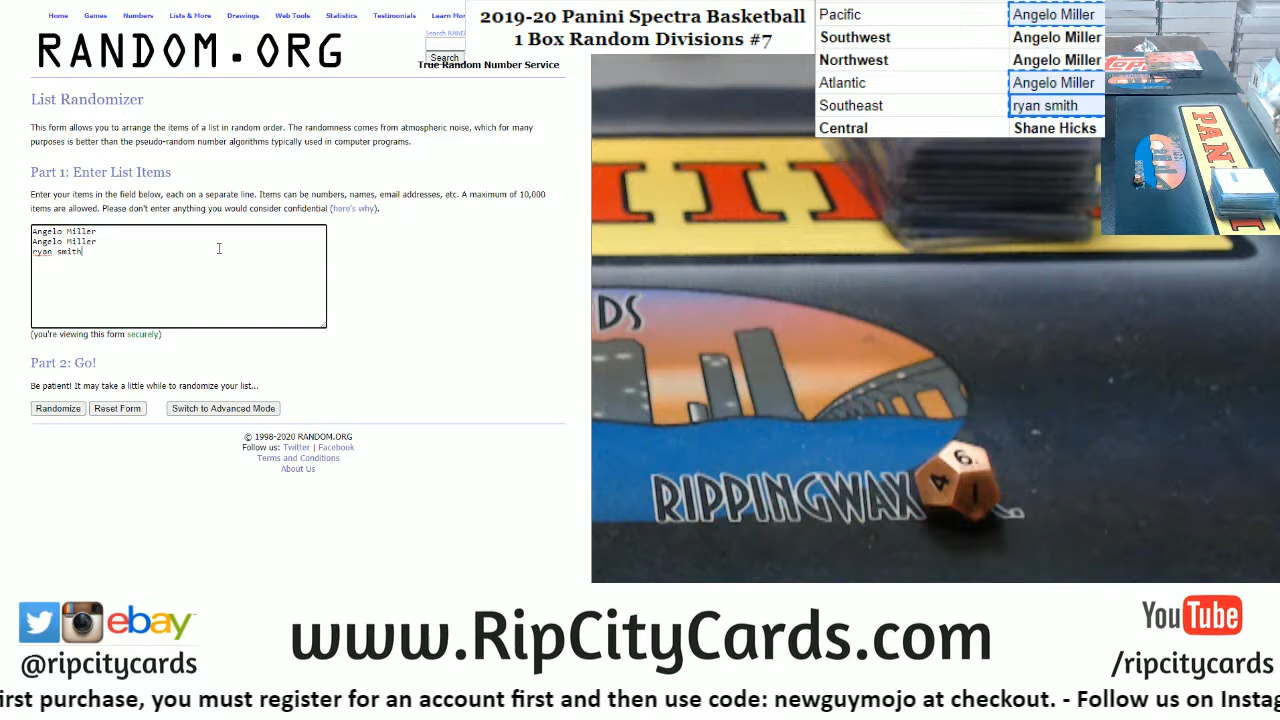 Home Games Numbers Lists & More Drawings Web Tools Statistics Testimonials Learn Mor
RANDOM.ORG
Search RAND
Search
True Random Number Service
List Randomizer
This form allows you to arrange the items of a list in random order. The randomness comes from atmospheric noise, which for many
purposes is better than the pseudo-random number algorithms typically used in computer programs.
Part 1: Enter List Items
Enter your items in the field below, each on a separate line. Items can be numbers, names, email addresses, etc. A maximum of 10,000
items are allowed. Please don't enter anything you would consider confidential (here's why).
Angelo Miller
Angelo Miller
ryan smith
(you're viewing this form securely)
Part 2: Go!
Be patient! It may take a little while to randomize your list...
Randomize Reset Form Switch to Advanced Mode
© 1998-2020 RANDOM.ORG
Follow us: Twitter | Facebook
Terms and Conditions
About Us
2019-20 Panini Spectra Basketball
1 Box Random Divisions #7
Pacific Angelo Miller
Southwest Angelo Miller
Northwest Angelo Miller
Atlantic Angelo Miller
Southeast ryan smith
Central Shane Hicks
PANI
DS
RIPPINGWAX
6.
4
1
ebay
@ripcitycards
www.RipCityCards.com
YouTube
/ripcitycards
irst purchase, you must register for an account first and then use code: newguymojo at checkout. - Follow us on Instag